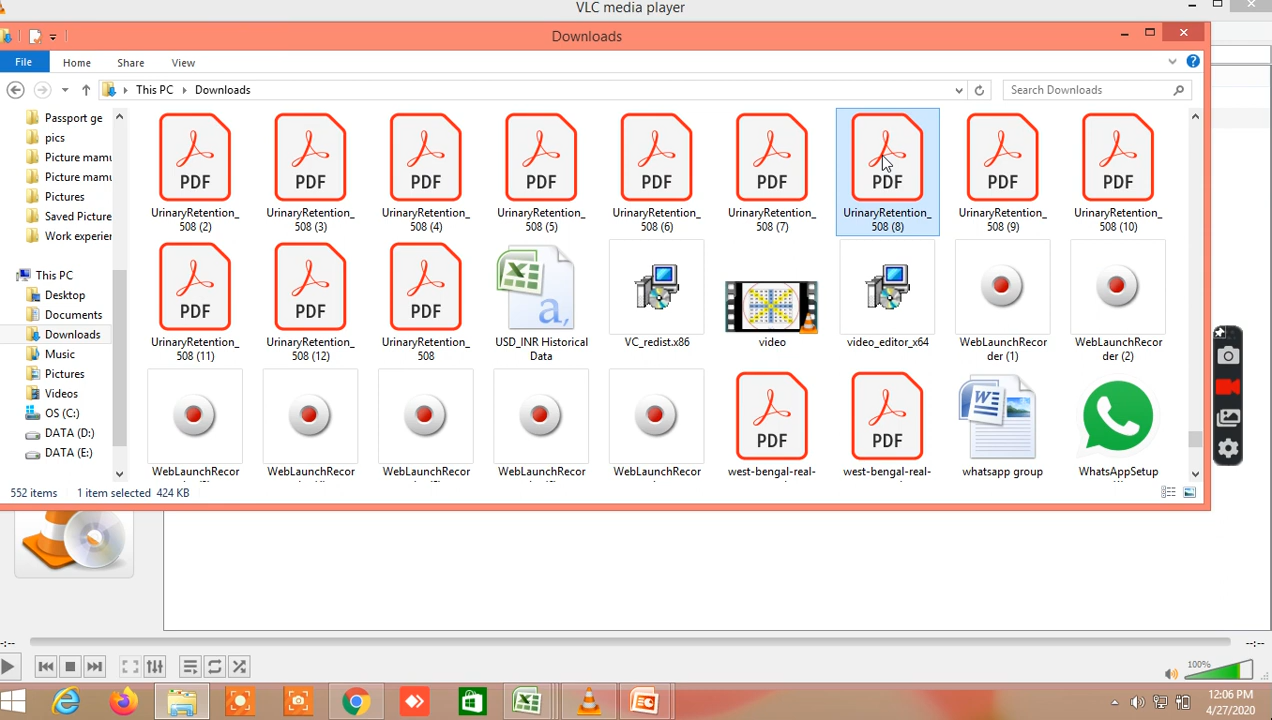 VLC media player
Downloads
File Home Share View
This PC Downloads
Search Downloads
Passport ge
pics
Picture mamu
Picture mamu
Pictures
Saved Picture
Work experien
This PC
Desktop
Documents
Downloads
Music
Pictures
Videos
OS (C:)
DATA (D:)
DATA (E:)
PDF PDF PDF PDF PDF PDF PDF PDF PDF
UrinaryRetention_ UrinaryRetention_ UrinaryRetention_ UrinaryRetention_ UrinaryRetention_ UrinaryRetention_ UrinaryRetention_ UrinaryRetention_ UrinaryRetention_
508 (2) 508 (3) 508 (4) 508 (5) 508 (6) 508 (7) 508 (8) 508 (9) 508 (10)
PDF PDF PDF a,
UrinaryRetention_ UrinaryRetention_ UrinaryRetention_ USD_INR Historical VC_redist.x86 video video_editor_x64 WebLaunchRecor WebLaunchRecor
508 (11) 508 (12) 508 Data der (1) der (2)
PDF PDF
WebLaunchRecor WebLaunchRecor WebLaunchRecor WebLaunchRecor WebLaunchRecor west-bengal-real- west-bengal-real- whatsapp group WhatsAppSetup
552 items 1 item selected 424 KB
-:-- --:--
100%
12:06 PM
4/27/2020